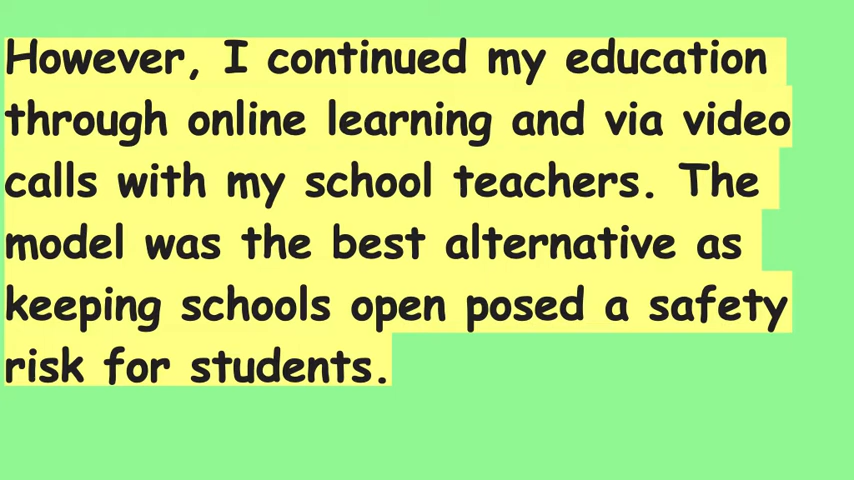 However, I continued my education
through online learning and via video
calls with my school teachers. The
model was the best alternative as
keeping schools open posed a safety
risk for students.